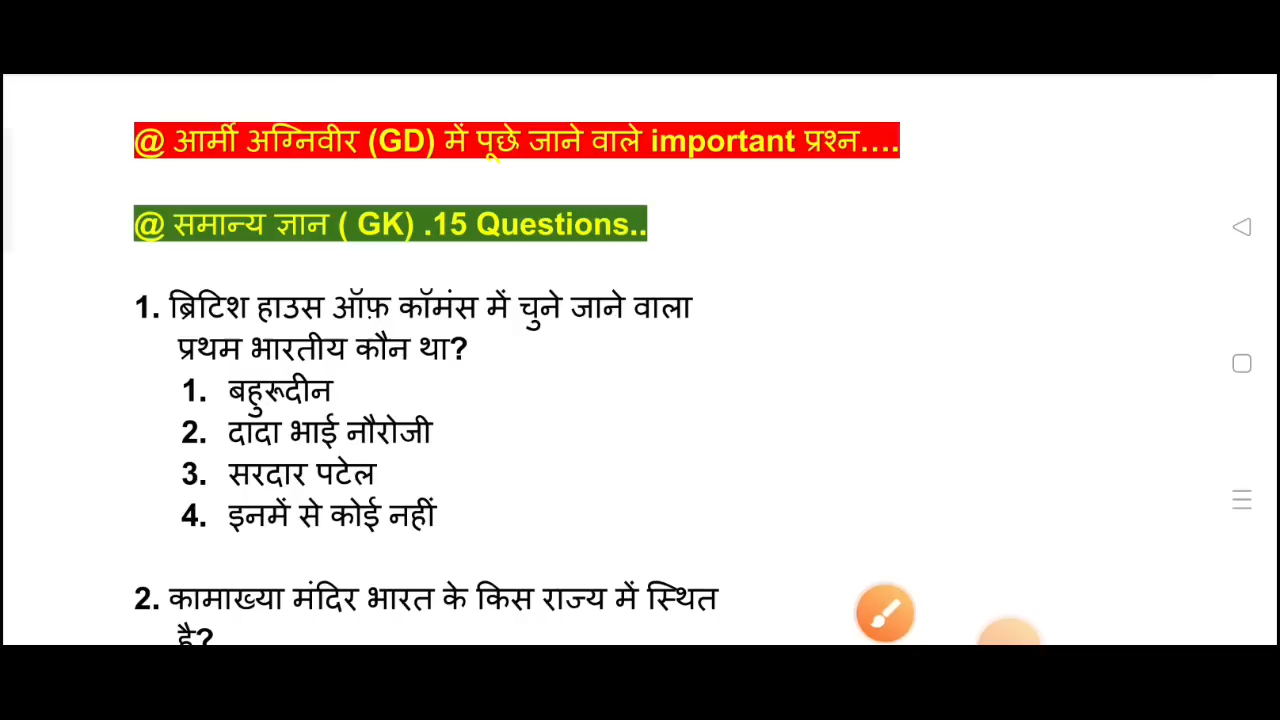 @ आर्मी अग्निवीर (GD) में पूछे जाने वाले important प्रश्न....
@ समान्य ज्ञान ( GK) .15 Questions..
1. ब्रिटिश हाउस ऑफ़ कॉमंस में चुने जाने वाला
प्रथम भारतीय कौन था?
1. बहुरूदीन
2. दादा भाई नौरोजी
3. सरदार पटेल
4. इनमें से कोई नहीं
2. कामाख्या मंदिर भारत के किस राज्य में स्थित
है?